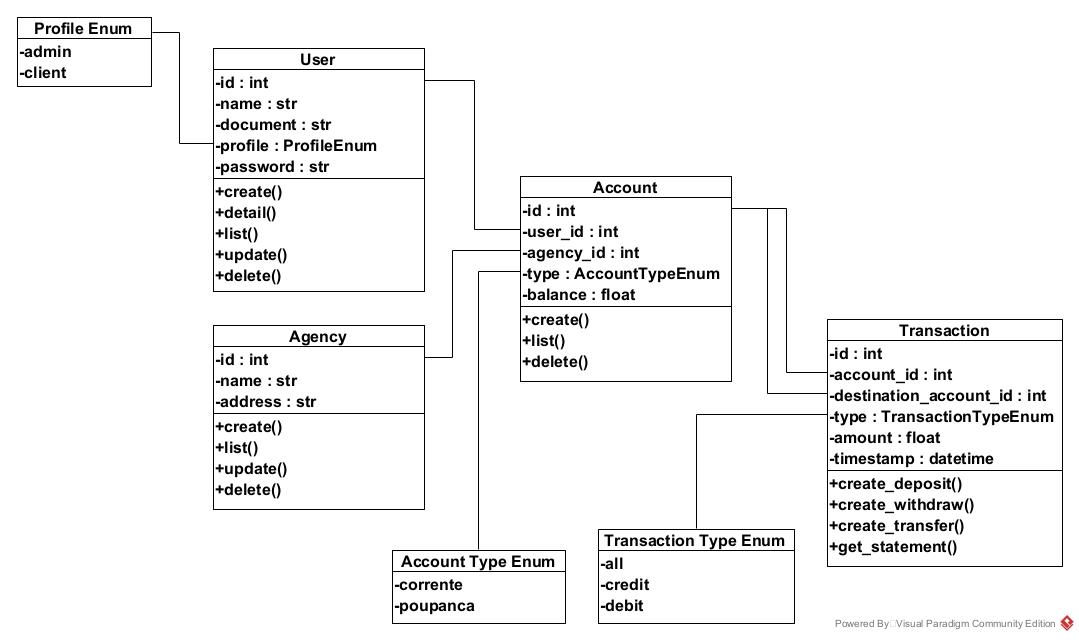 Profile Enum
-admin
-client
User
-id : int
-name : str
-document : str
-profile : ProfileEnum
-password : str
+create()
+detail()
+list()
+update()
+delete()
Agency
-id : int
-name : str
-address : str
+create()
+list()
+update()
+delete()
Account
-id : int
-user_id : int
-agency_id : int
-type : AccountTypeEnum
-balance : float
+create()
+list()
+delete()
Transaction
-id : int
-account_id : int
-destination_account_id : int
-type : TransactionTypeEnum
-amount : float
-timestamp : datetime
+create_deposit()
+create_withdraw()
+create_transfer()
+get_statement()
Account Type Enum
-corrente
-poupanca
Transaction Type Enum
-all
-credit
-debit
Powered By Visual Paradigm Community Edition